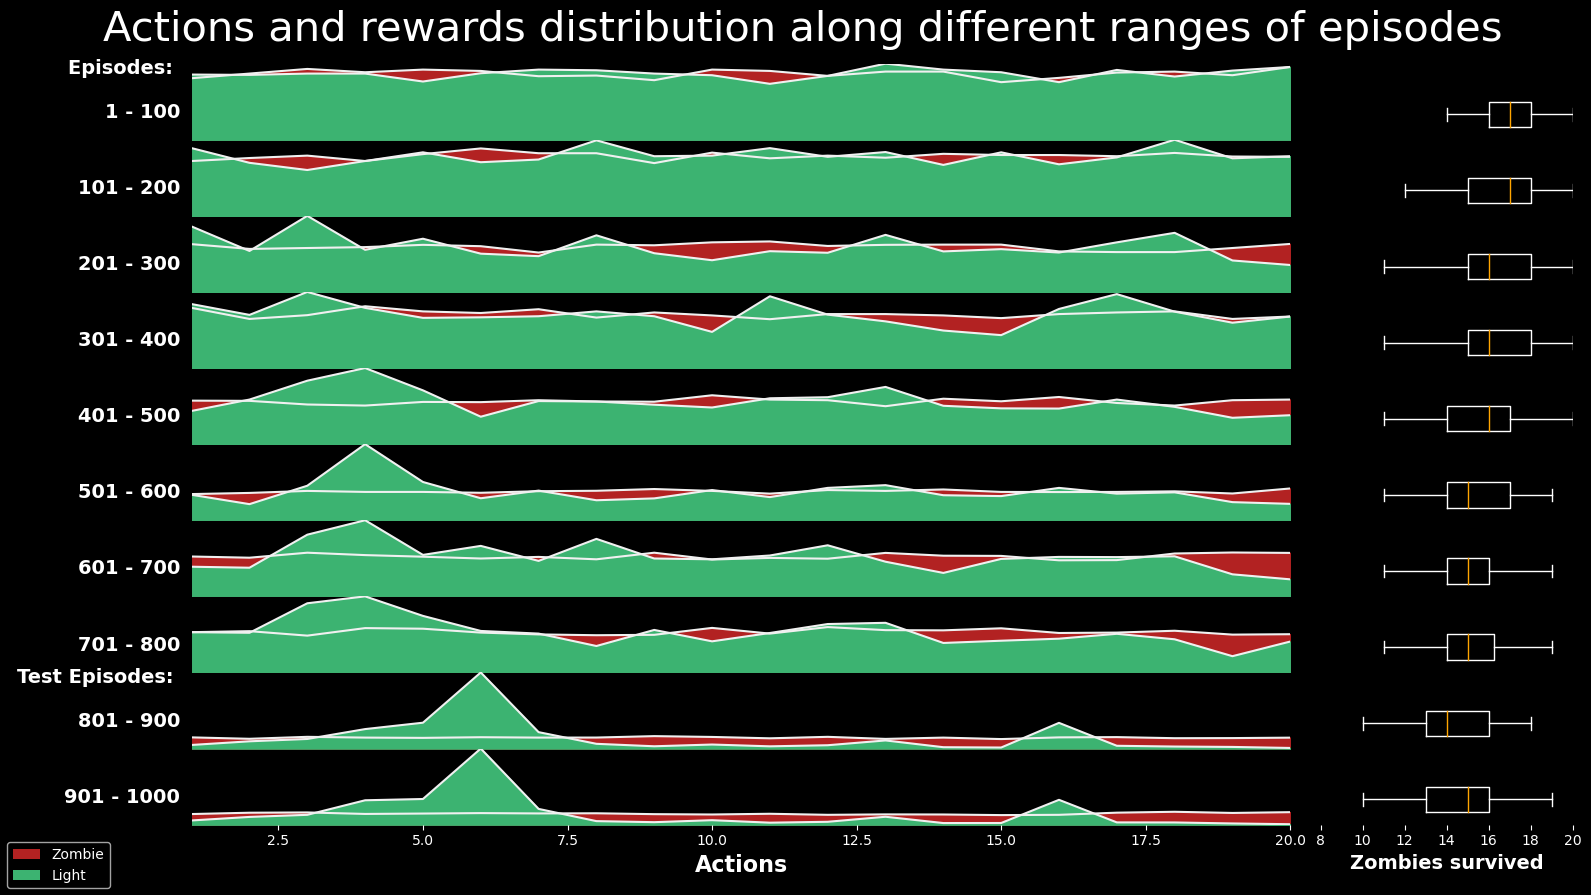 Actions and rewards distribution along different ranges of episodes
Episodes:
1 - 100
101 - 200
201 - 300
301 - 400
401 - 500
501 - 600
601 - 700
701 - 800
Test Episodes:
801 - 900
901 - 1000
2.5 5.0 7.5 10.0 12.5 15.0 17.5 20.0
8 10 12 14 16 18 20
Actions
Zombies survived
Zombie
Light